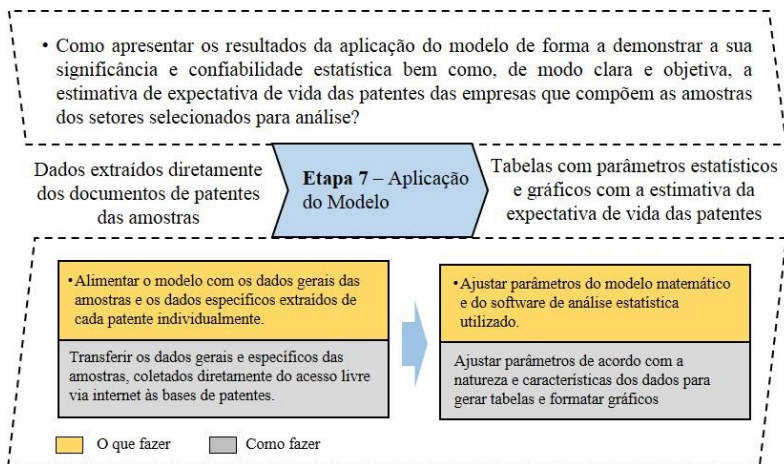 • Como apresentar os resultados da aplicação do modelo de forma a demonstrar a sua
significância e confiabilidade estatística bem como, de modo clara e objetiva, a
estimativa de expectativa de vida das patentes das empresas que compõem as amostras
dos setores selecionados para análise?
Dados extraídos diretamente
dos documentos de patentes
das amostras
Etapa 7 – Aplicação
do Modelo
Tabelas com parâmetros estatísticos
e gráficos com a estimativa da
expectativa de vida das patentes
•Alimentar o modelo com os dados gerais das
amostras e os dados específicos extraídos de
cada patente individualmente.
Transferir os dados gerais e específicos das
amostras, coletados diretamente do acesso livre
via internet às bases de patentes.
•Ajustar parâmetros do modelo matemático
e do software de análise estatística
utilizado.
Ajustar parâmetros de acordo com a
natureza e características dos dados para
gerar tabelas e formatar gráficos
O que fazer
Como fazer